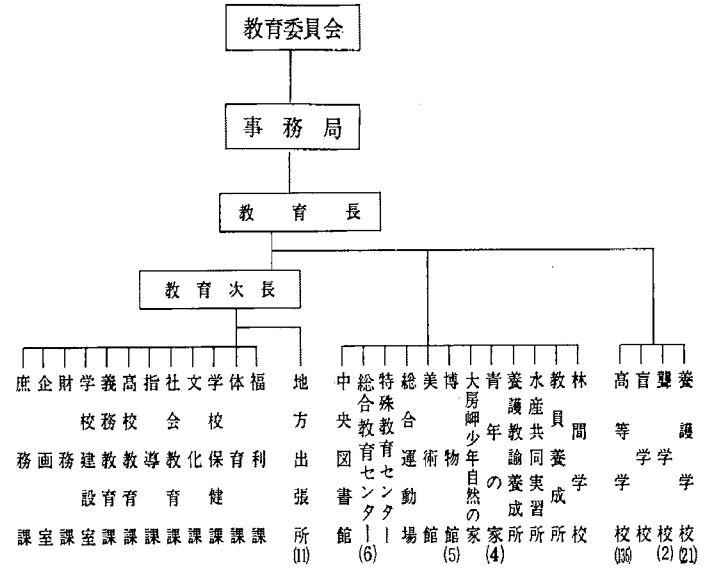 教育委員会
事務局
教育長
教育次長
庶務課
企画室
財務課
学校建設室
義務教育課
高校教育課
指導課
社会教育課
文化課
学校保健課
体育課
福利課
地方出張所(11)
中央図書館
総合教育センター(6)
特殊教育センター
総合運動場
美術館
博物館(5)
大房岬少年自然の家
青年の家(4)
養護教諭養成所
水産共同実習所
教員養成所
林間学校
高等学校(136)
盲学校
聾学校(2)
養護学校(21)